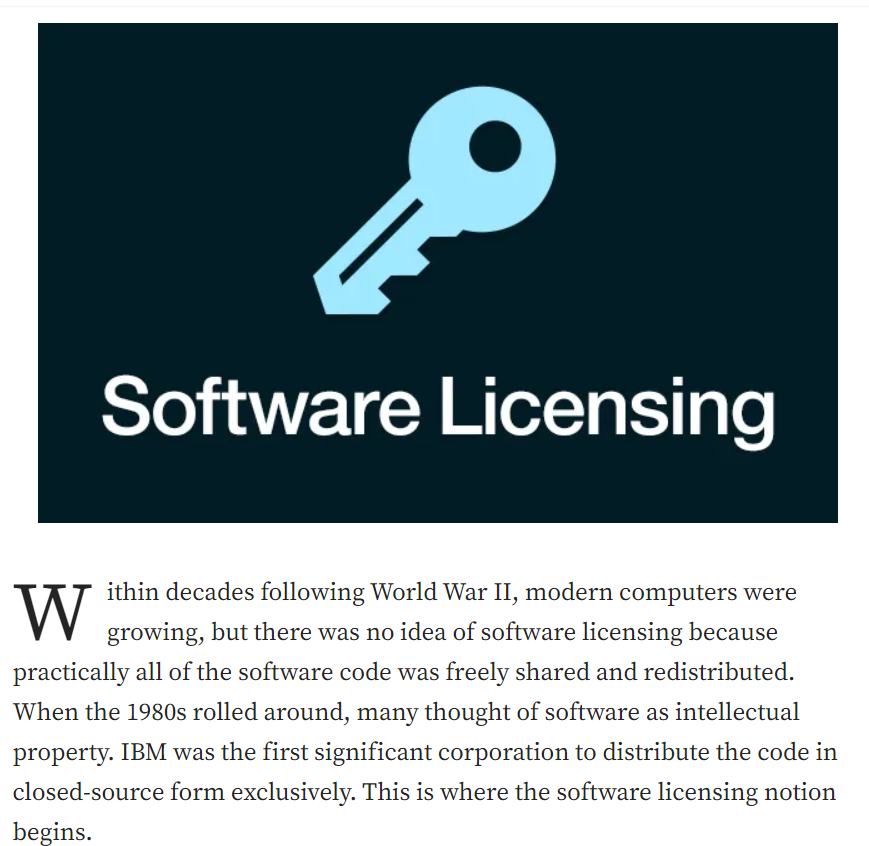 Software Licensing
Within decades following World War II, modern computers were
growing, but there was no idea of software licensing because
practically all of the software code was freely shared and redistributed.
When the 1980s rolled around, many thought of software as intellectual
property. IBM was the first significant corporation to distribute the code in
closed-source form exclusively. This is where the software licensing notion
begins.